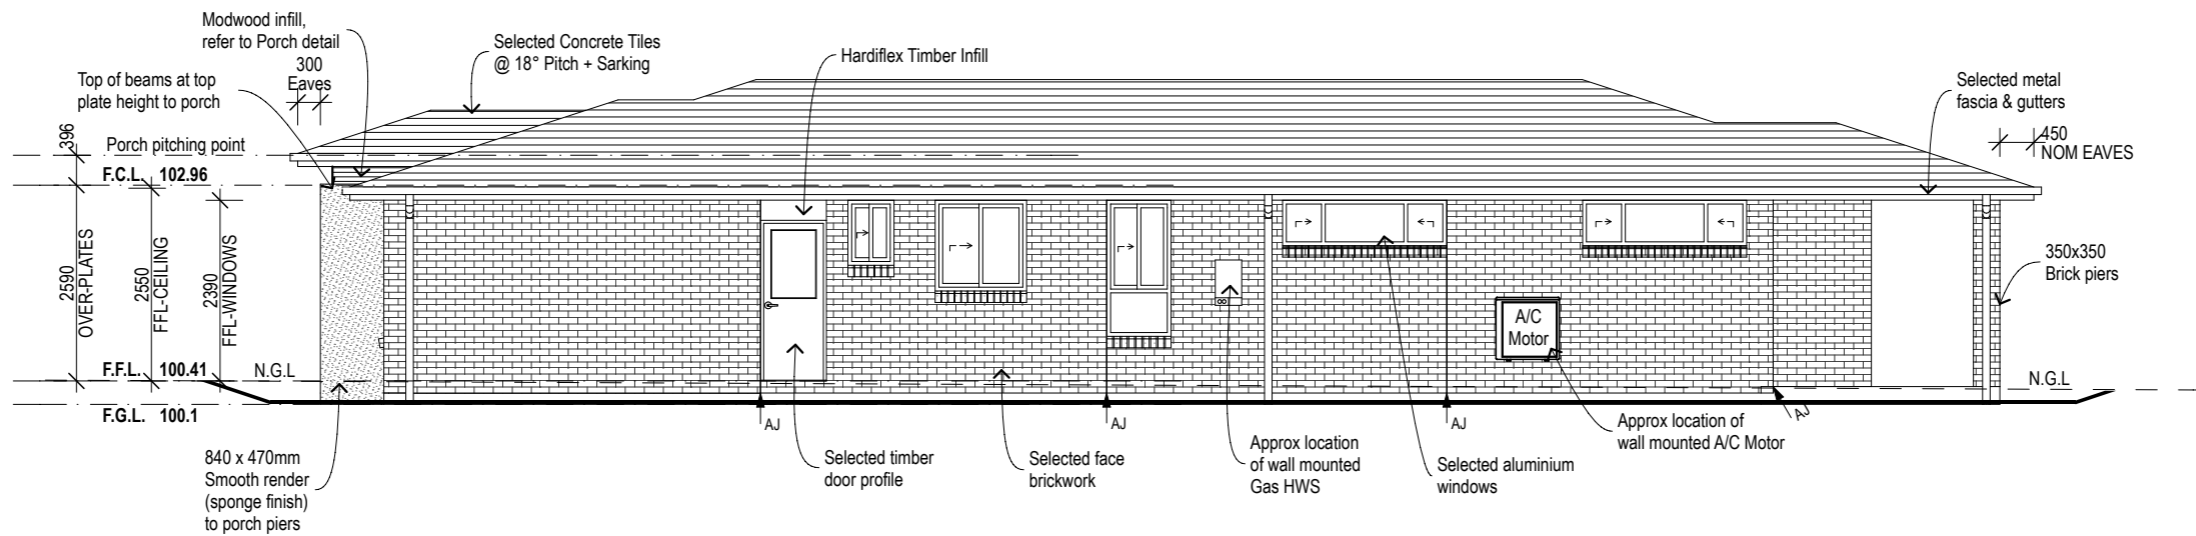 Modwood infill,
refer to Porch detail
300
Eaves
Top of beams at top
plate height to porch
Selected Concrete Tiles
@ 18° Pitch + Sarking
Hardiflex Timber Infill
Selected metal
fascia & gutters
450
NOM EAVES
396
Porch pitching point
F.C.L. 102.96
2590
OVER-PLATES
2550
FFL-CEILING
2390
FFL-WINDOWS
F.F.L. 100.41
N.G.L
F.G.L. 100.1
350x350
Brick piers
A/C
Motor
N.G.L
AJ
AJ
AJ
AJ
840 x 470mm
Smooth render
(sponge finish)
to porch piers
Selected timber
door profile
Selected face
brickwork
Approx location
of wall mounted
Gas HWS
Selected aluminium
windows
Approx location of
wall mounted A/C Motor